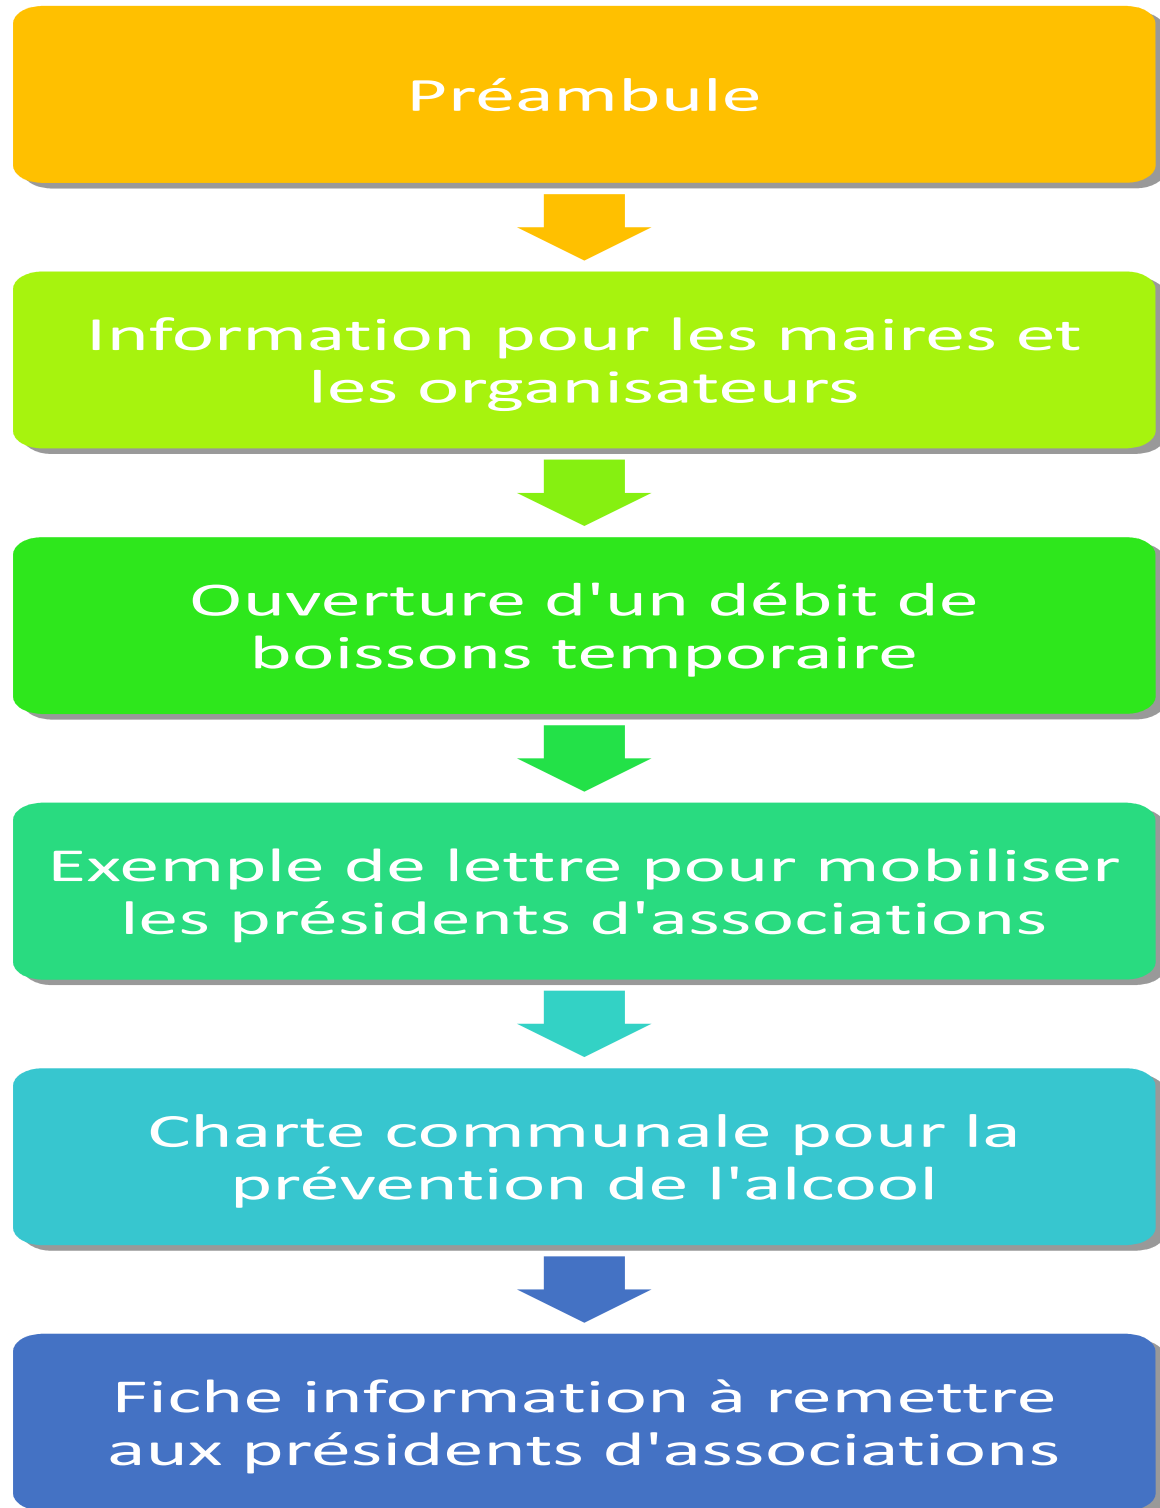 Préambule
Information pour les maires et
les organisateurs
Ouverture d'un débit de
boissons temporaire
Exemple de lettre pour mobiliser
les présidents d'associations
Charte communale pour la
prévention de l'alcool
Fiche information à remettre
aux présidents d'associations